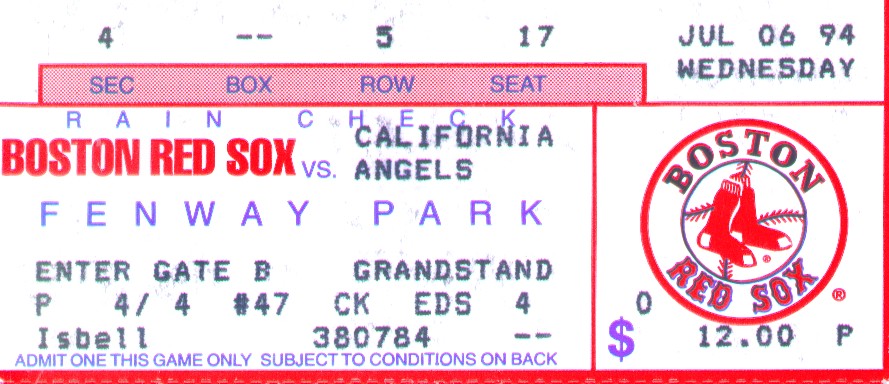 4 -- 5 17
SEC BOX ROW SEAT
JUL 06 94
WEDNESDAY
RAIN CHECK
BOSTON RED SOX VS. CALIFORNIA ANGELS
FENWAY PARK
ENTER GATE B GRANDSTAND
P 4/ 4 #47 CK EDS 4
Isbell 380784 --
ADMIT ONE THIS GAME ONLY SUBJECT TO CONDITIONS ON BACK
BOSTON
RED SOX
®
®
0
$ 12.00 P